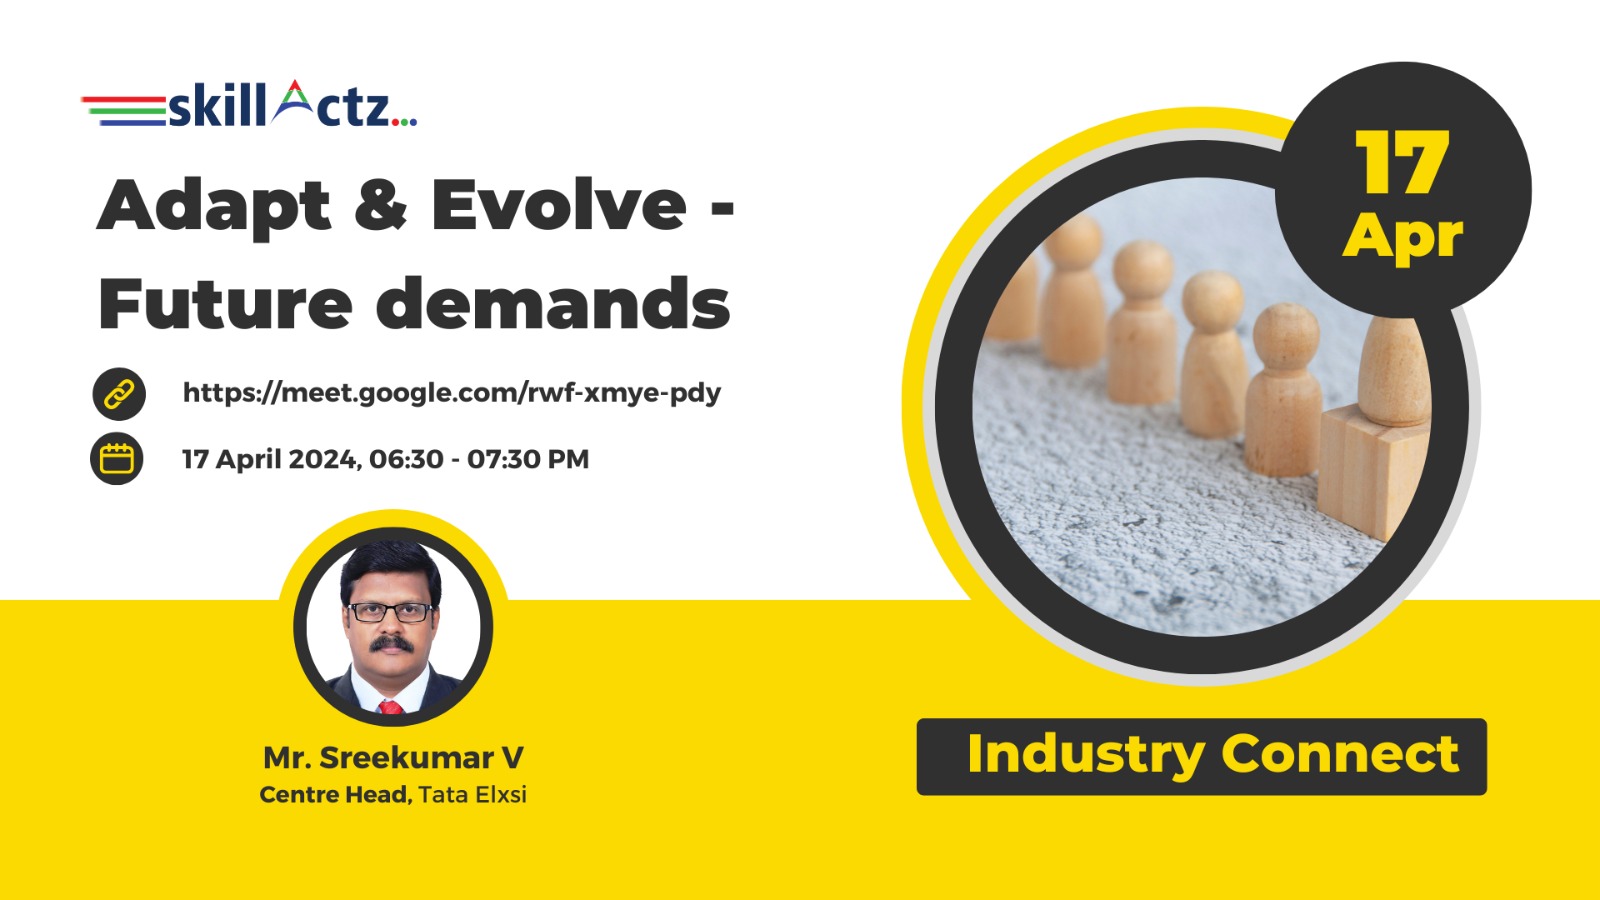 skillActz...
Adapt & Evolve -
Future demands
https://meet.google.com/rwf-xmye-pdy
17 April 2024, 06:30 - 07:30 PM
Mr. Sreekumar V
Centre Head, Tata Elxsi
17
Apr
Industry Connect